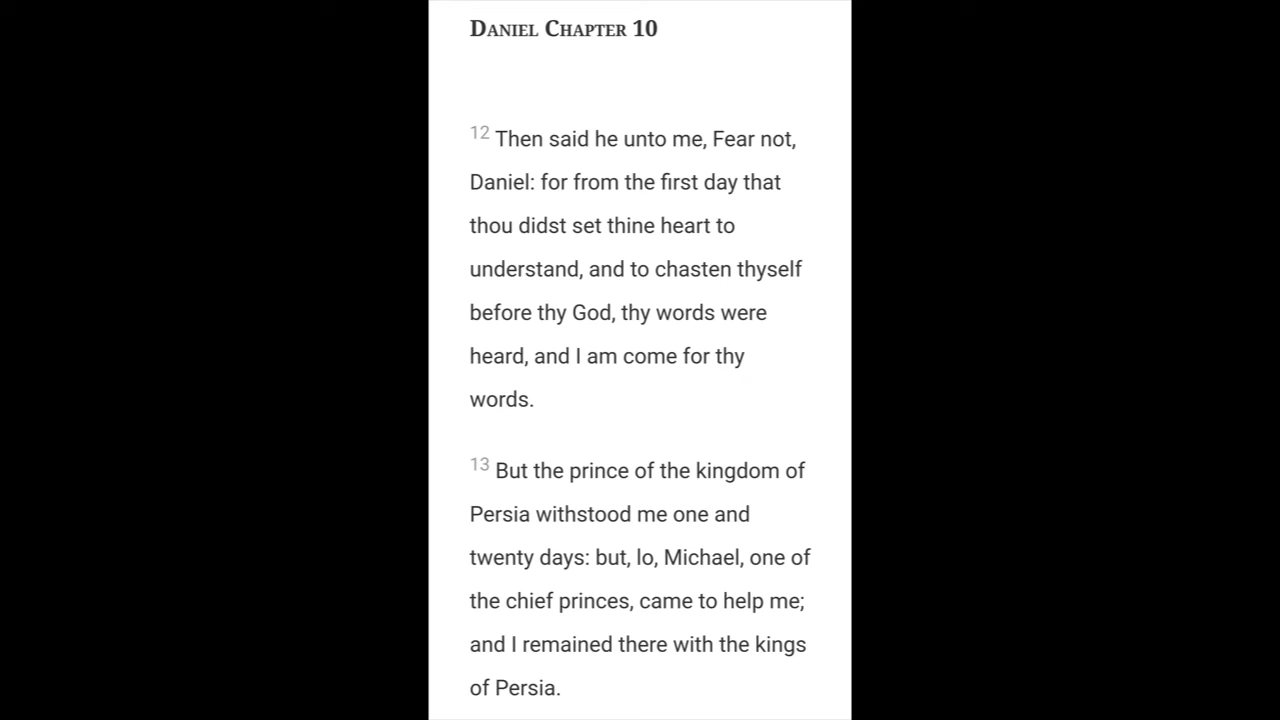 Daniel Chapter 10
12 Then said he unto me, Fear not,
Daniel: for from the first day that
thou didst set thine heart to
understand, and to chasten thyself
before thy God, thy words were
heard, and I am come for thy
words.
13 But the prince of the kingdom of
Persia withstood me one and
twenty days: but, lo, Michael, one of
the chief princes, came to help me;
and I remained there with the kings
of Persia.